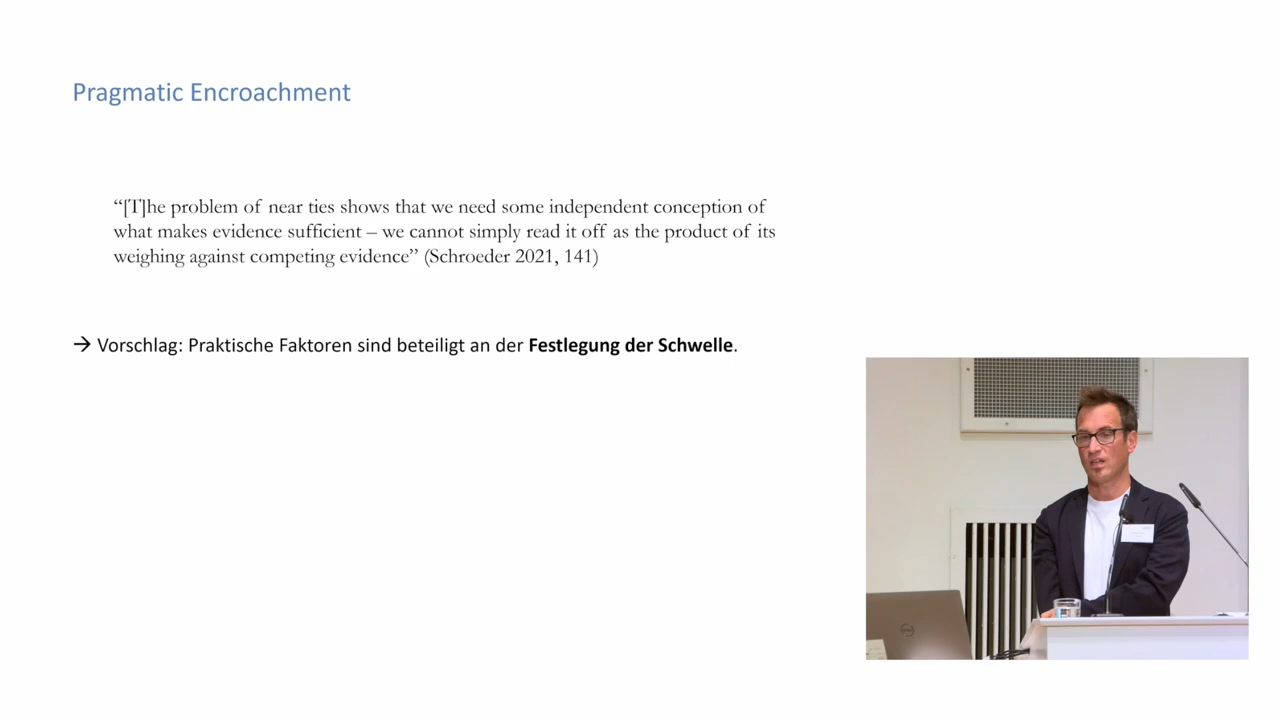 Pragmatic Encroachment
“[T]he problem of near ties shows that we need some independent conception of
what makes evidence sufficient – we cannot simply read it off as the product of its
weighing against competing evidence” (Schroeder 2021, 141)
→ Vorschlag: Praktische Faktoren sind beteiligt an der Festlegung der Schwelle.